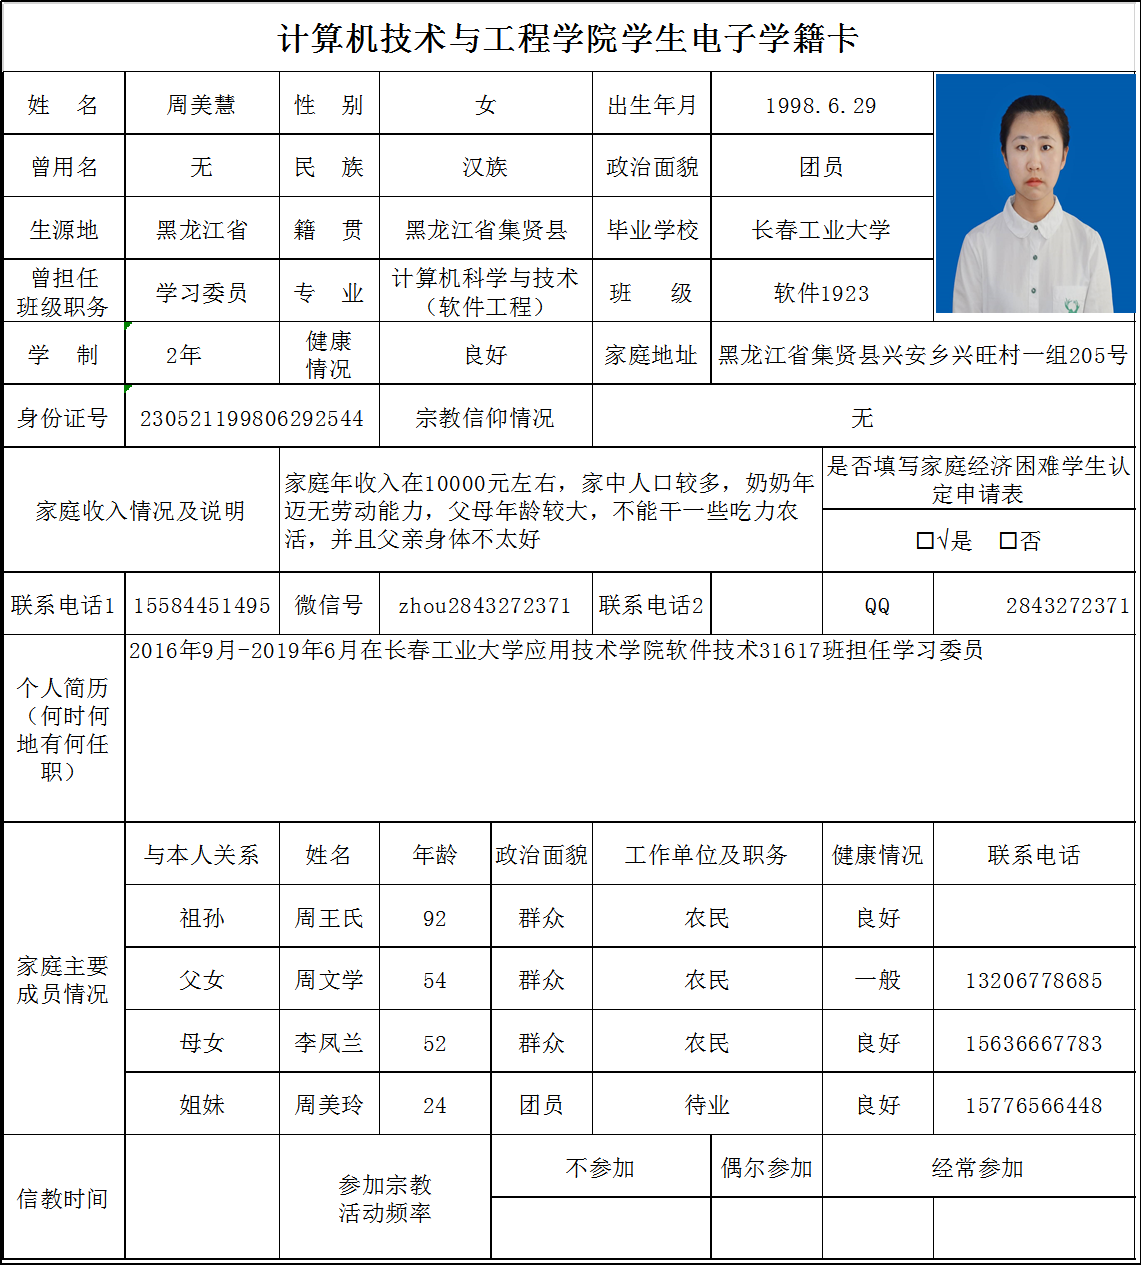 计算机技术与工程学院学生电子学籍卡
姓 名 周美慧 性 别 女 出生年月 1998.6.29
曾用名 无 民 族 汉族 政治面貌 团员
生源地 黑龙江省 籍 贯 黑龙江省集贤县 毕业学校 长春工业大学
曾担任
班级职务 学习委员 专 业 计算机科学与技术
（软件工程） 班 级 软件1923
学 制 2年 健康
情况 良好 家庭地址 黑龙江省集贤县兴安乡兴旺村一组205号
身份证号 230521199806292544 宗教信仰情况 无
家庭收入情况及说明
家庭年收入在10000元左右，家中人口较多，奶奶年
迈无劳动能力，父母年龄较大，不能干一些吃力农
活，并且父亲身体不太好
是否填写家庭经济困难学生认
定申请表
□√是 □否
联系电话1 15584451495 微信号 zhou2843272371 联系电话2 QQ 2843272371
个人简历
（何时何
地有何任
职）
2016年9月-2019年6月在长春工业大学应用技术学院软件技术31617班担任学习委员
家庭主要
成员情况
与本人关系 姓名 年龄 政治面貌 工作单位及职务 健康情况 联系电话
祖孙 周王氏 92 群众 农民 良好
父女 周文学 54 群众 农民 一般 13206778685
母女 李凤兰 52 群众 农民 良好 15636667783
姐妹 周美玲 24 团员 待业 良好 15776566448
信教时间 参加宗教
活动频率 不参加 偶尔参加 经常参加